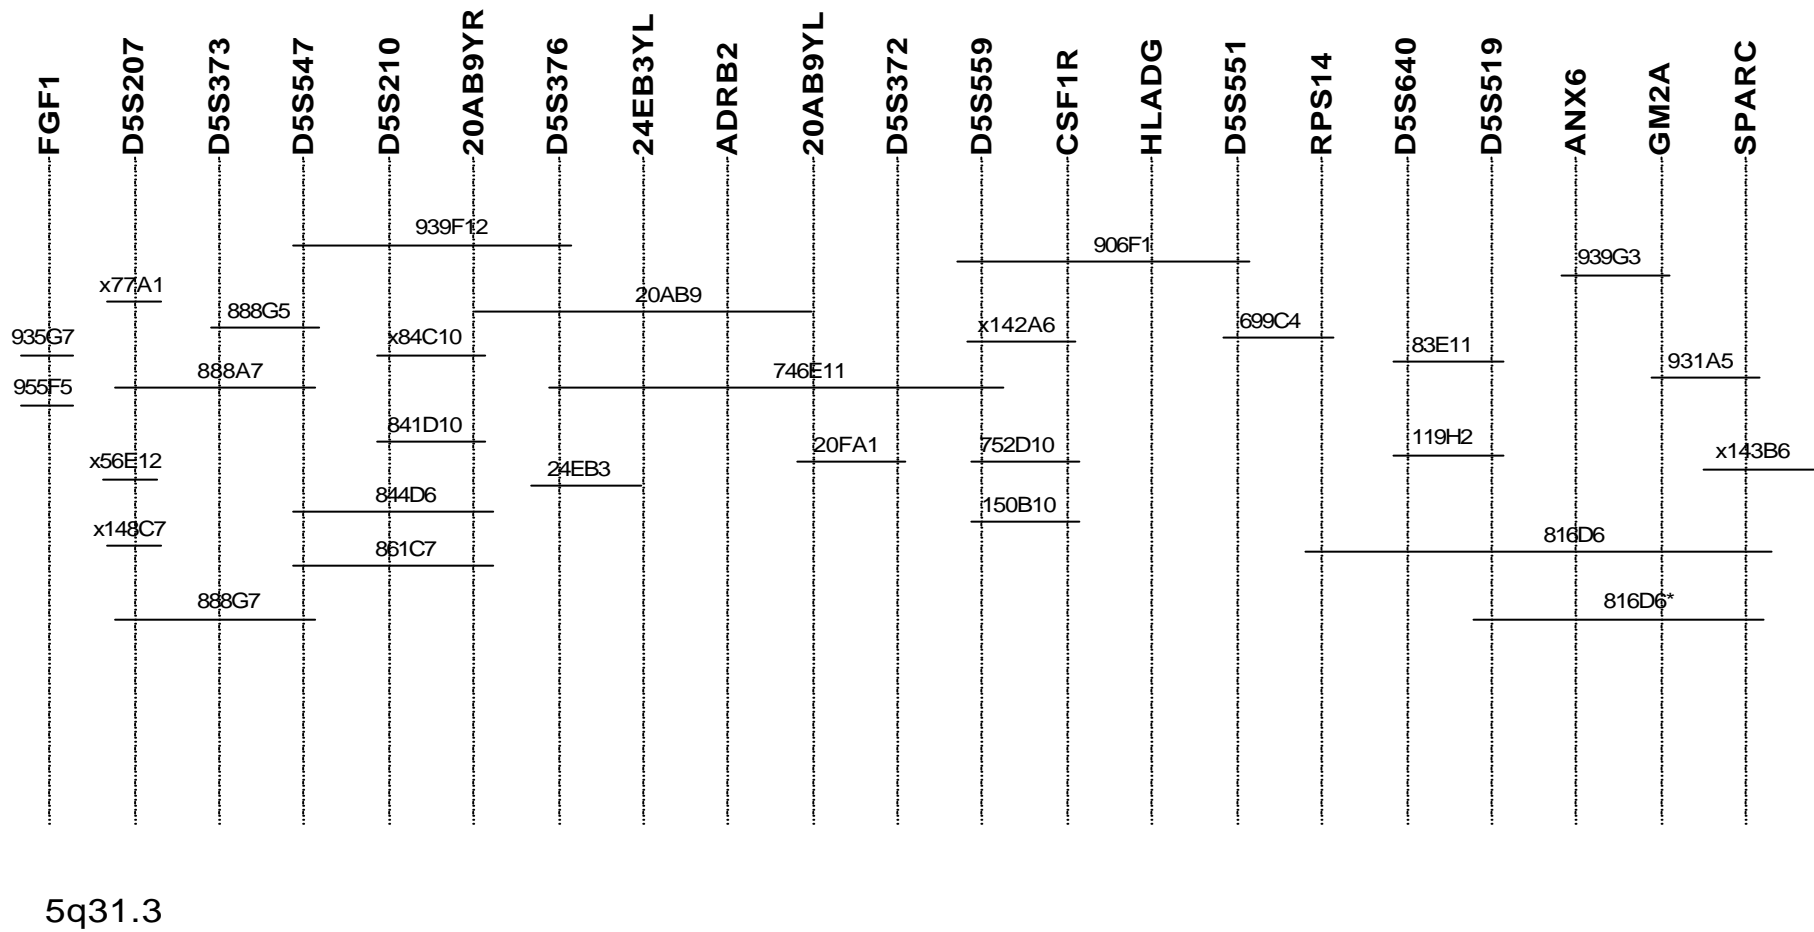 FGF1
D5S207
D5S373
D5S547
D5S210
20AB9YR
D5S376
24EB3YL
ADRB2
20AB9YL
D5S372
D5S559
CSF1R
HLADG
D5S551
RPS14
D5S640
D5S519
ANX6
GM2A
SPARC
939F12
906F1
939G3
x77A1
20AB9
888G5
x142A6
699C4
935G7
x84C10
83E11
931A5
955F5
888A7
746E11
841D10
20FA1
752D10
119H2
x143B6
x56E12
24EB3
844D6
150B10
x148C7
861C7
816D6
888G7
816D6*
5q31.3